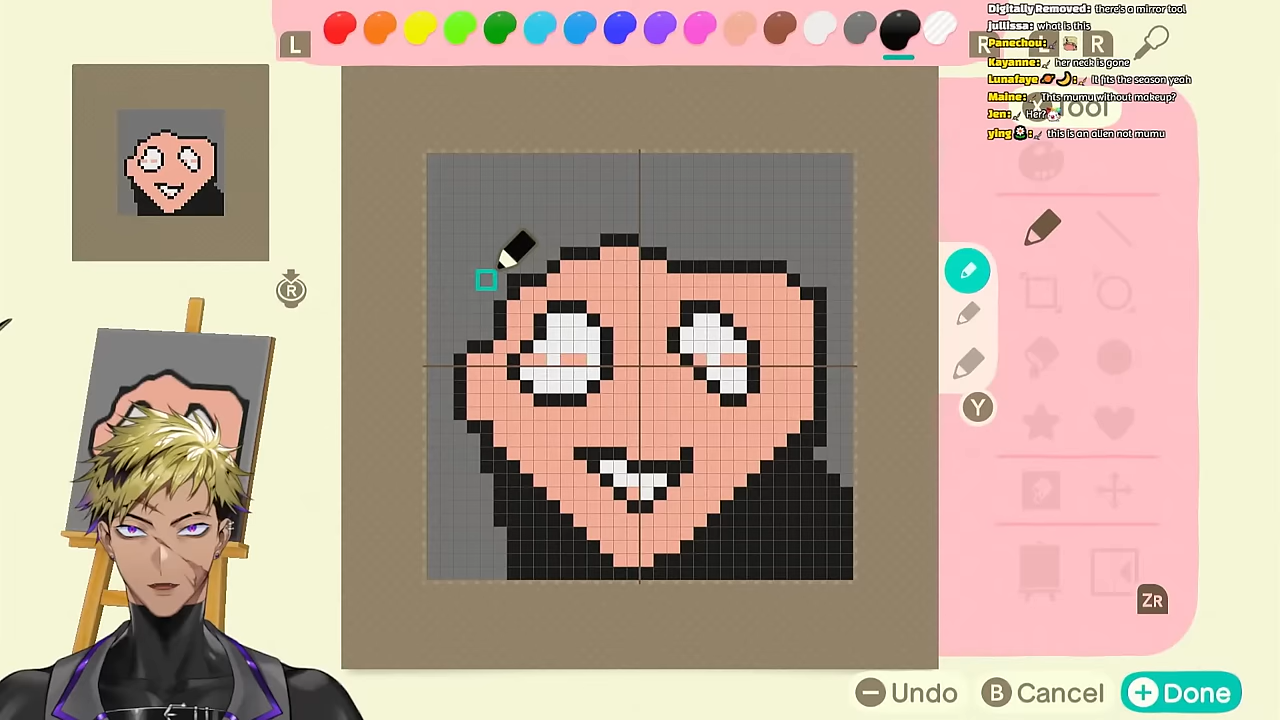 L
R
L
R
Digitally Removed: there's a mirror tool
Jullissa: what is this
Panechou:
Kayanne: her neck is gone
Lunafaye: It fits the season yeah
Maine: This mumu without makeup?
Jen: Her?
ying: this is an alien not mumu
X Tool
R
Y
ZR
Undo
B Cancel
Done